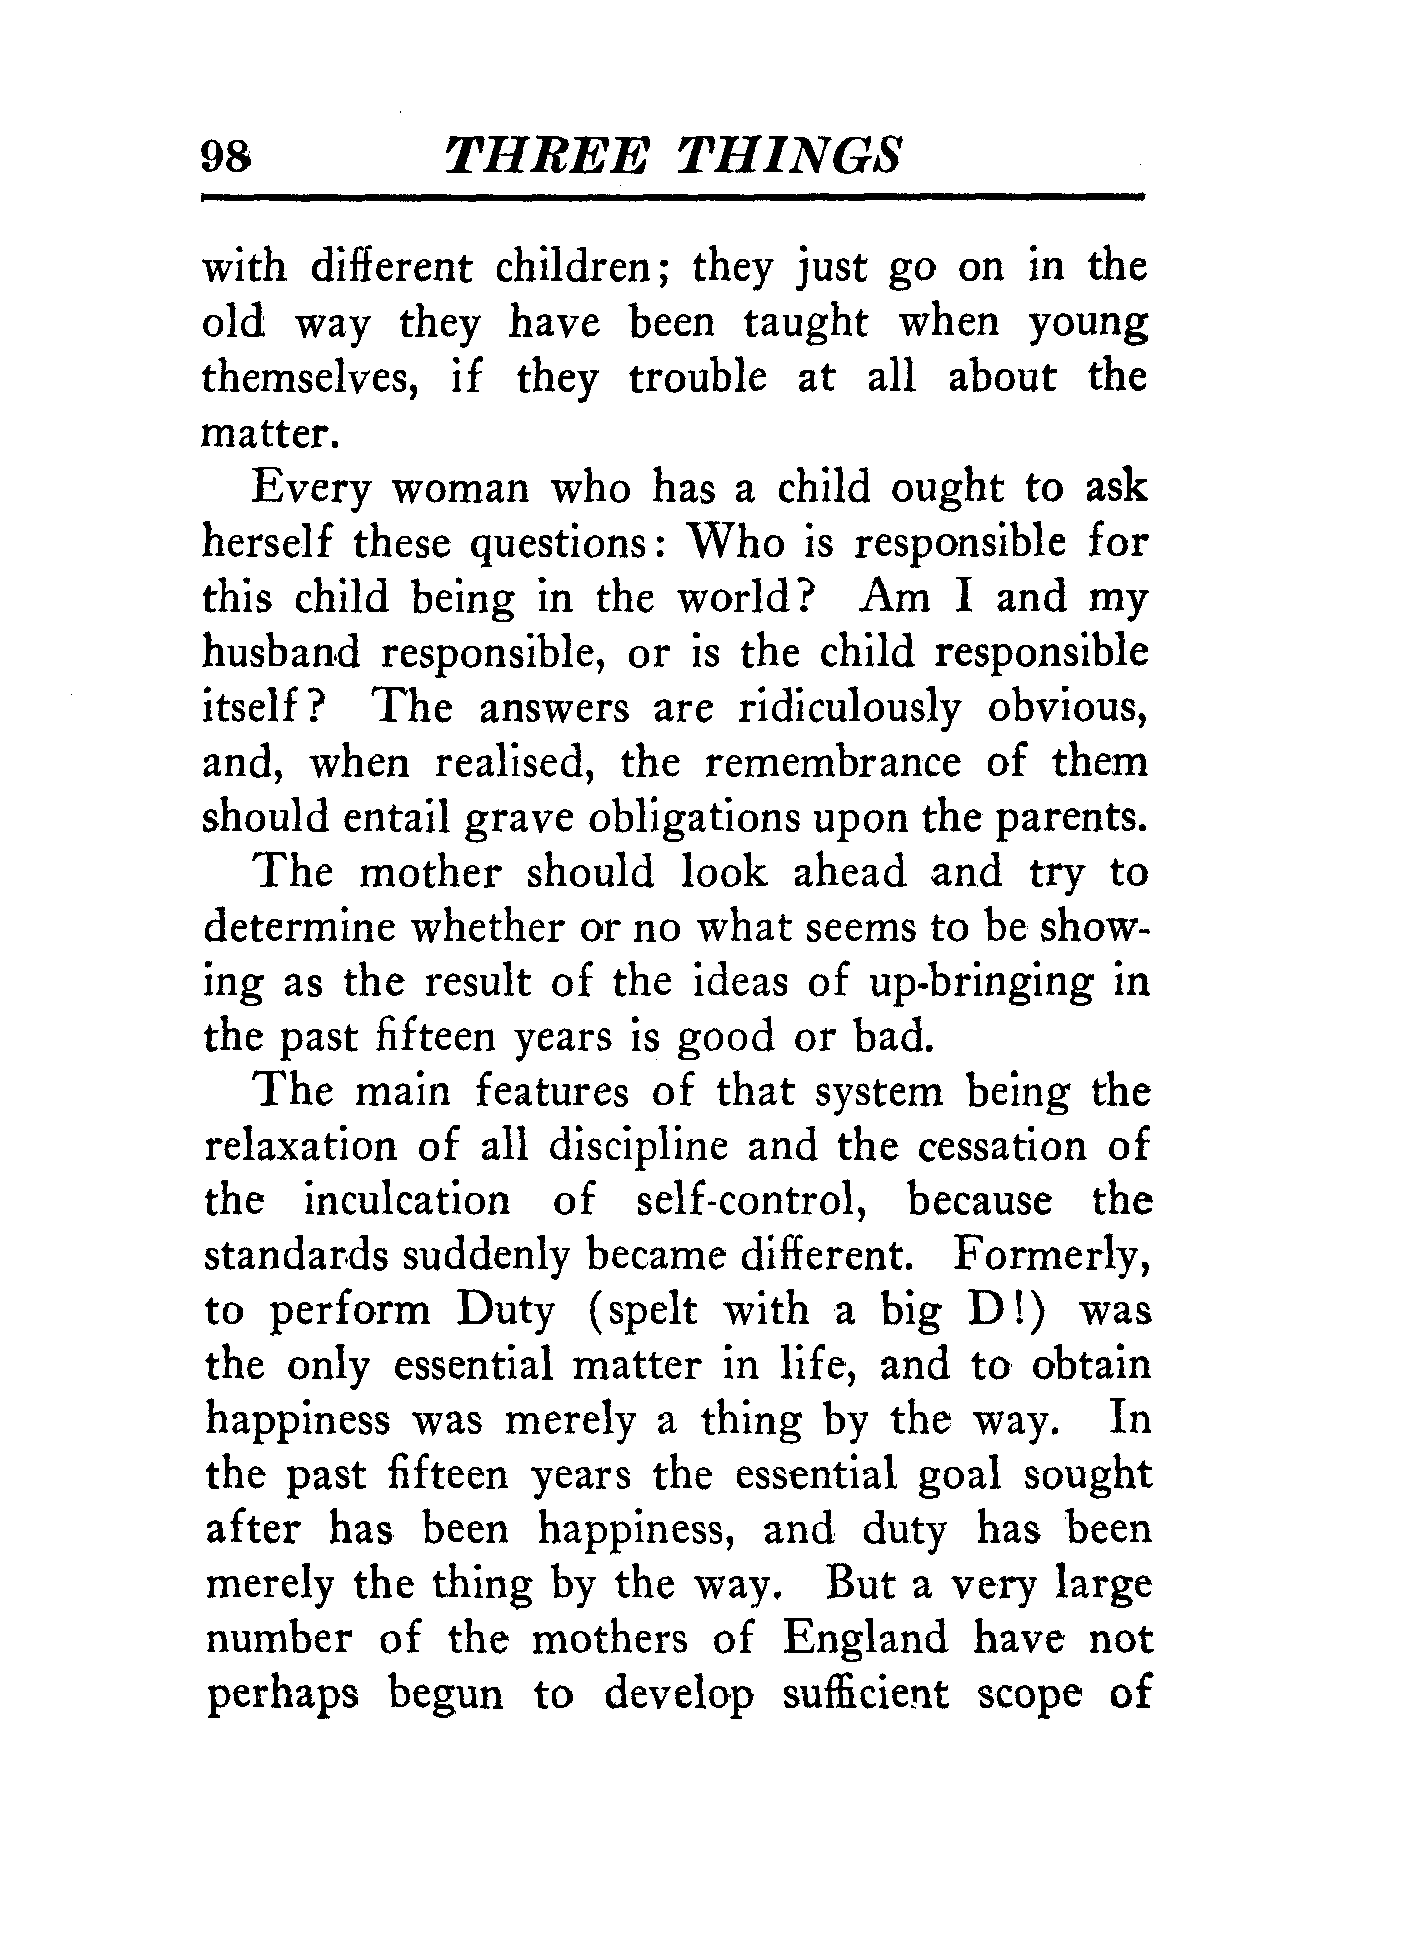 98 THREE THINGS
with different children; they just go on in the
old way they have been taught when young
themselves, if they trouble at all about the
matter.
Every woman who has a child ought to ask
herself these questions: Who is responsible for
this child being in the world? Am I and my
husband responsible, or is the child responsible
itself? The answers are ridiculously obvious,
and, when realised, the remembrance of them
should entail grave obligations upon the parents.
The mother should look ahead and try to
determine whether or no what seems to be show-
ing as the result of the ideas of up-bringing in
the past fifteen years is good or bad.
The main features of that system being the
relaxation of all discipline and the cessation of
the inculcation of self-control, because the
standards suddenly became different. Formerly,
to perform Duty (spelt with a big D!) was
the only essential matter in life, and to obtain
happiness was merely a thing by the way. In
the past fifteen years the essential goal sought
after has been happiness, and duty has been
merely the thing by the way. But a very large
number of the mothers of England have not
perhaps begun to develop sufficient scope of